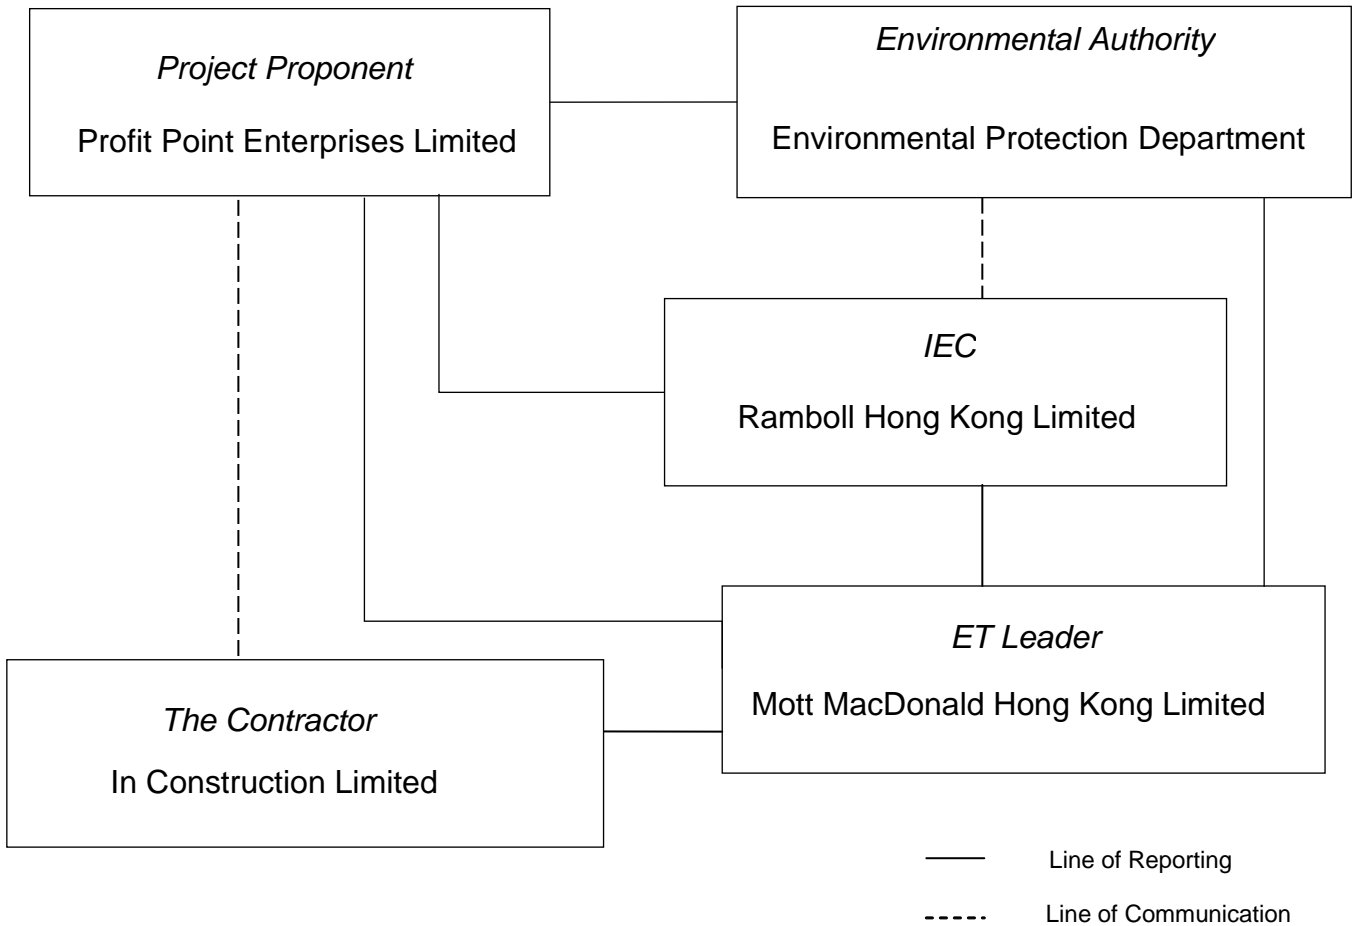 Project Proponent
Profit Point Enterprises Limited
Environmental Authority
Environmental Protection Department
IEC
Ramboll Hong Kong Limited
ET Leader
Mott MacDonald Hong Kong Limited
The Contractor
In Construction Limited
Line of Reporting
Line of Communication